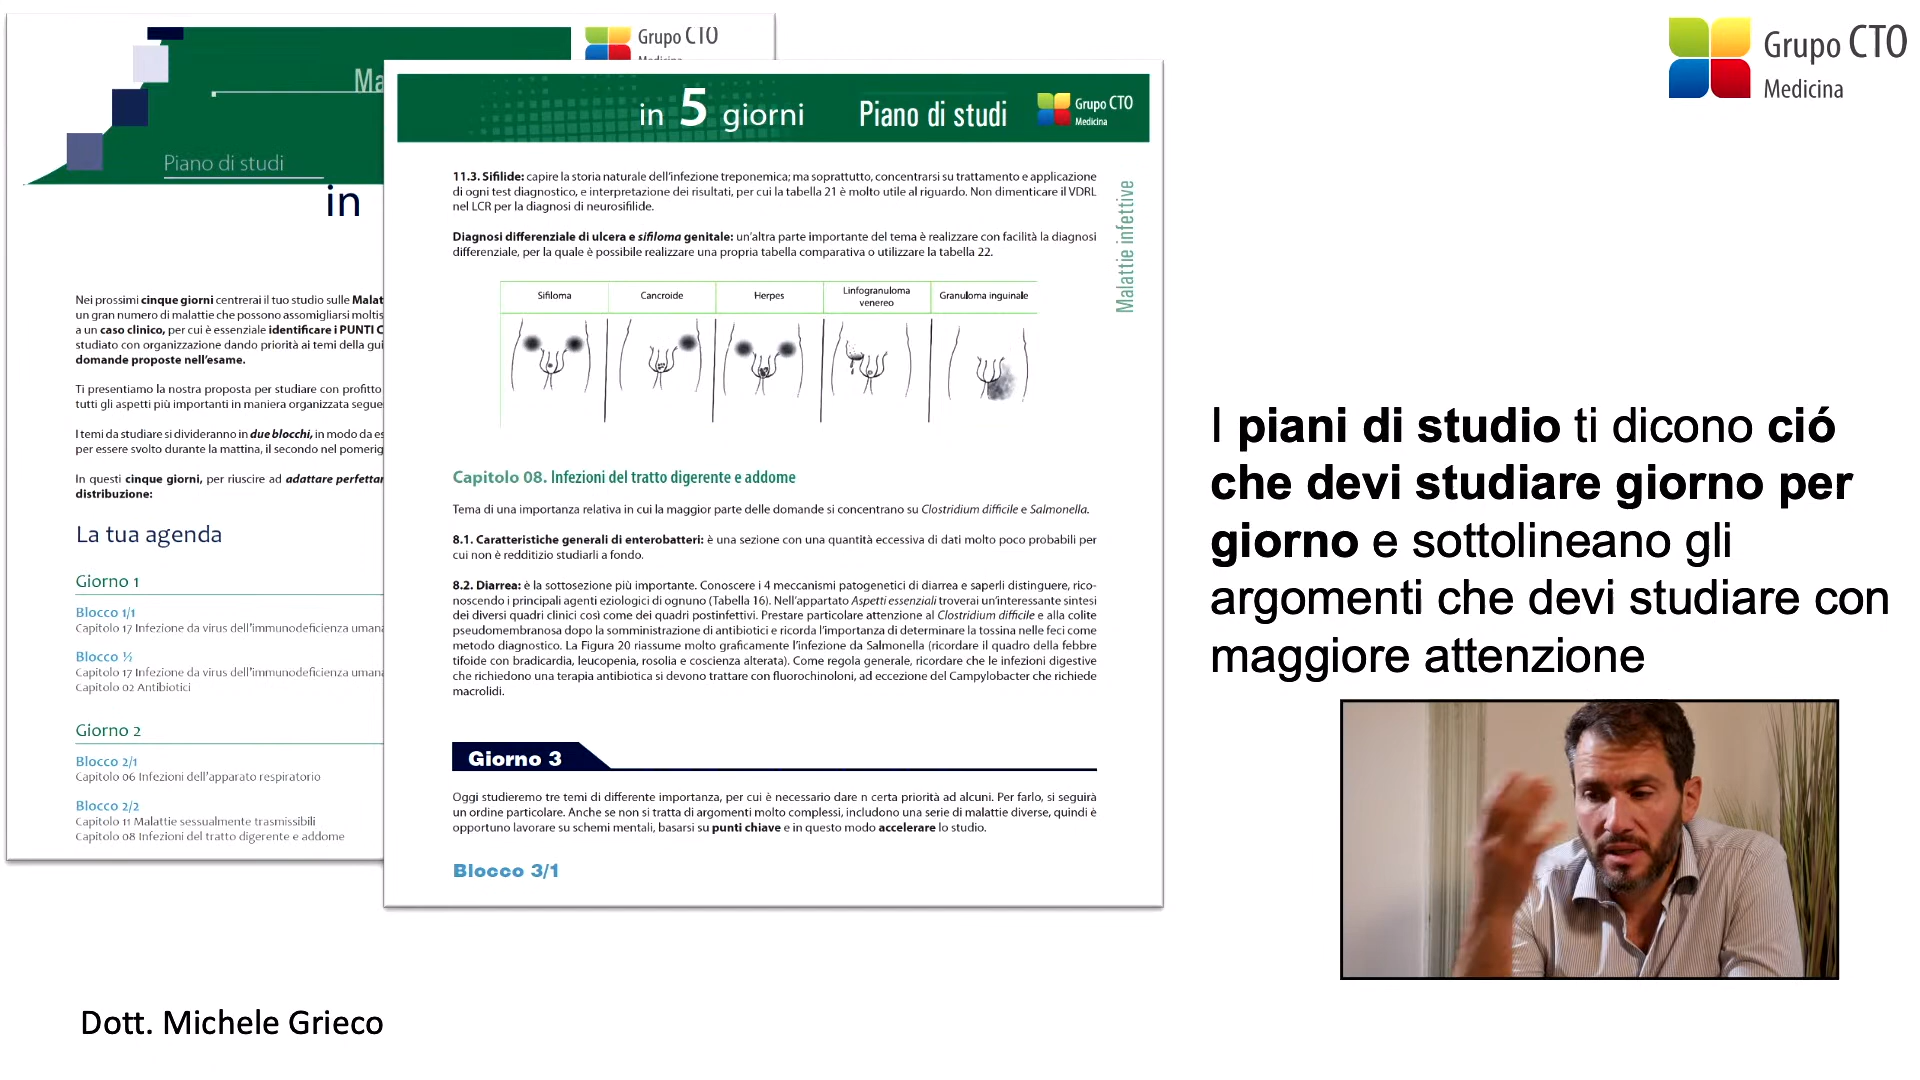 Grupo CTO
Ma
Piano di studi
in
Nei prossimi cinque giorni centrerai il tuo studio sulle Malat
un gran numero di malattie che possono assomigliarsi moltis
a un caso clinico, per cui è essenziale identificare i PUNTI C
studiato con organizzazione dando priorità ai temi della gui
domande proposte nell'esame.
Ti presentiamo la nostra proposta per studiare con profitto
tutti gli aspetti più importanti in maniera organizzata segue
I temi da studiare si divideranno in due blocchi, in modo da es
per essere svolto durante la mattina, il secondo nel pomerig
In questi cinque giorni, per riuscire ad adattare perfettar
distribuzione:
La tua agenda
Giorno 1
Blocco 1/1
Capitolo 17 Infezione da virus dell'immunodeficienza umana
Blocco ½
Capitolo 17 Infezione da virus dell'immunodeficienza umana
Capitolo 02 Antibiotici
Giorno 2
Blocco 2/1
Capitolo 06 Infezioni dell'apparato respiratorio
Blocco 2/2
Capitolo 11 Malattie sessualmente trasmissibili
Capitolo 08 Infezioni del tratto digerente e addome
in 5 giorni Piano di studi Grupo CTO
Medicina
11.3. Sifilide: capire la storia naturale dell'infezione treponemica; ma soprattutto, concentrarsi su trattamento e applicazione
di ogni test diagnostico, e interpretazione dei risultati, per cui la tabella 21 è molto utile al riguardo. Non dimenticare il VDRL
nel LCR per la diagnosi di neurosifilide.
Diagnosi differenziale di ulcera e sifiloma genitale: un'altra parte importante del tema è realizzare con facilità la diagnosi
differenziale, per la quale è possibile realizzare una propria tabella comparativa o utilizzare la tabella 22.
Malattie infettive
Sifiloma Cancroide Herpes Linfogranuloma venereo Granuloma inguinale
Capitolo 08. Infezioni del tratto digerente e addome
Tema di una importanza relativa in cui la maggior parte delle domande si concentrano su Clostridium difficile e Salmonella.
8.1. Caratteristiche generali di enterobatteri: è una sezione con una quantità eccessiva di dati molto poco probabili per
cui non è redditizio studiarli a fondo.
8.2. Diarrea: è la sottosezione più importante. Conoscere i 4 meccanismi patogenetici di diarrea e saperli distinguere, rico-
noscendo i principali agenti eziologici di ognuno (Tabella 16). Nell'appartato Aspetti essenziali troverai un'interessante sintesi
dei diversi quadri clinici così come dei quadri postinfettivi. Prestare particolare attenzione al Clostridium difficile e alla colite
pseudomembranosa dopo la somministrazione di antibiotici e ricorda l'importanza di determinare la tossina nelle feci come
metodo diagnostico. La Figura 20 riassume molto graficamente l'infezione da Salmonella (ricordare il quadro della febbre
tifoide con bradicardia, leucopenia, rosolia e coscienza alterata). Come regola generale, ricordare che le infezioni digestive
che richiedono una terapia antibiotica si devono trattare con fluorochinoloni, ad eccezione del Campylobacter che richiede
macrolidi.
Giorno 3
Oggi studieremo tre temi di differente importanza, per cui è necessario dare n certa priorità ad alcuni. Per farlo, si seguirà
un ordine particolare. Anche se non si tratta di argomenti molto complessi, includono una serie di malattie diverse, quindi è
opportuno lavorare su schemi mentali, basarsi su punti chiave e in questo modo accelerare lo studio.
Blocco 3/1
Grupo CTO
Medicina
I piani di studio ti dicono ció
che devi studiare giorno per
giorno e sottolineano gli
argomenti che devi studiare con
maggiore attenzione
Dott. Michele Grieco